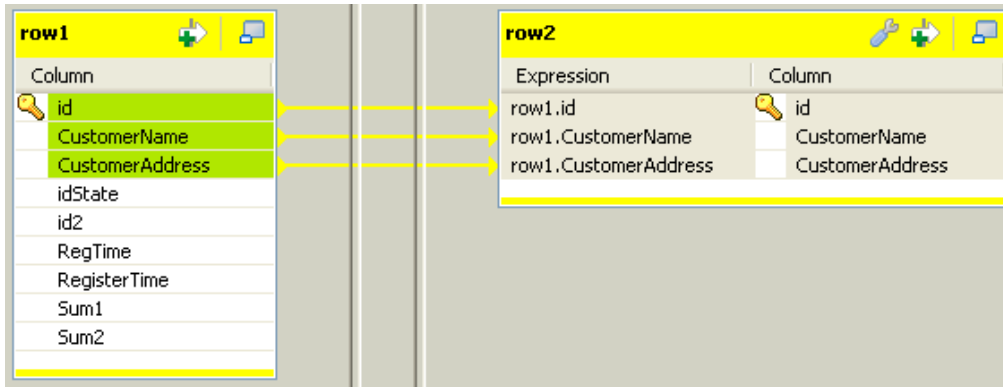 row1
Column
id
CustomerName
CustomerAddress
idState
id2
RegTime
RegisterTime
Sum1
Sum2
row2
Expression Column
row1.id id
row1.CustomerName CustomerName
row1.CustomerAddress CustomerAddress